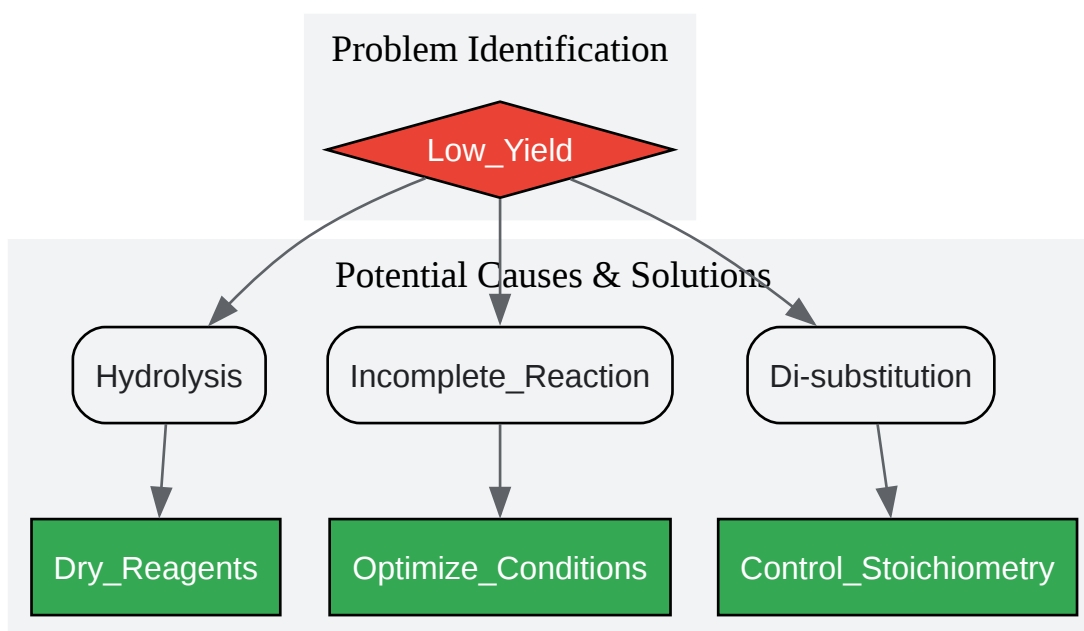 Problem Identification
Low_Yield
Potential Causes & Solutions
Hydrolysis
Incomplete_Reaction
Di-substitution
Dry_Reagents
Optimize_Conditions
Control_Stoichiometry